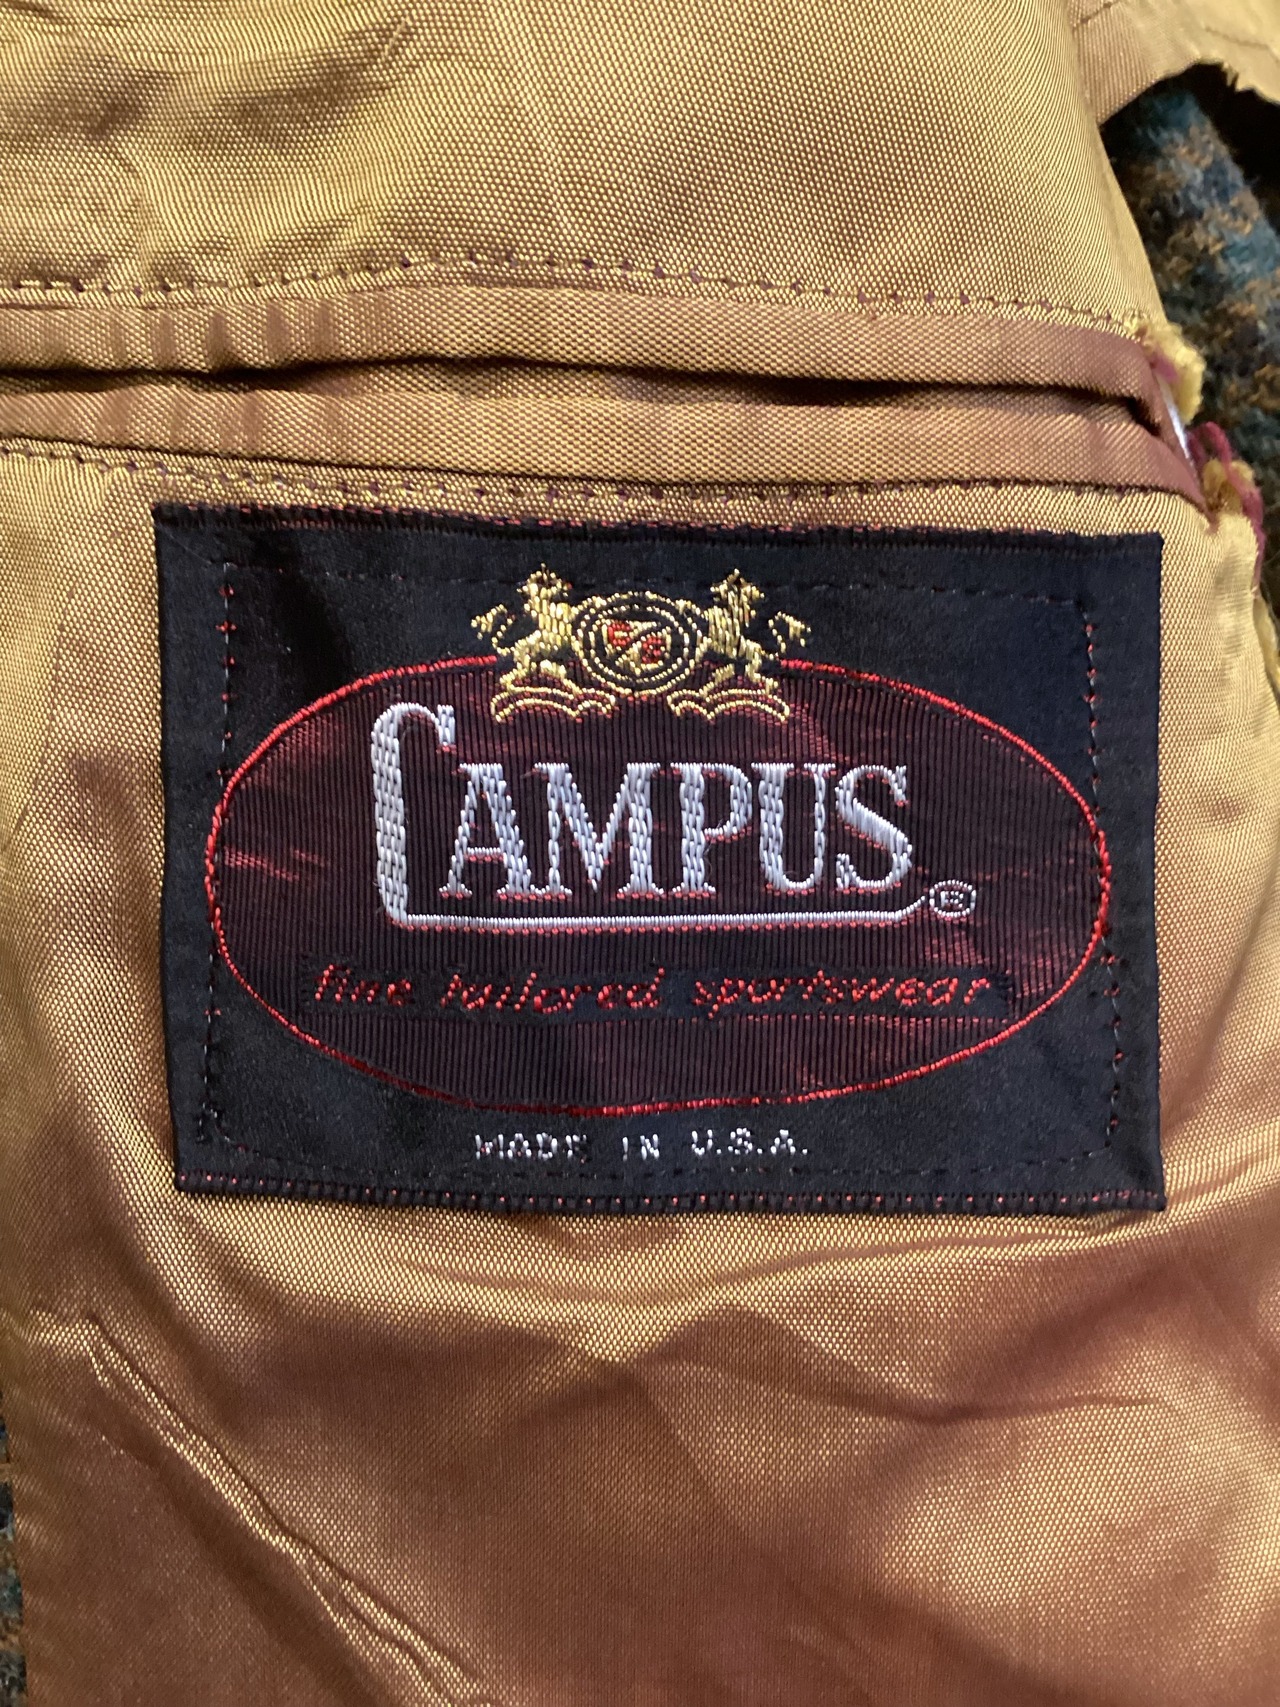 CAMPUS®
fine tailored sportswear
MADE IN U.S.A.